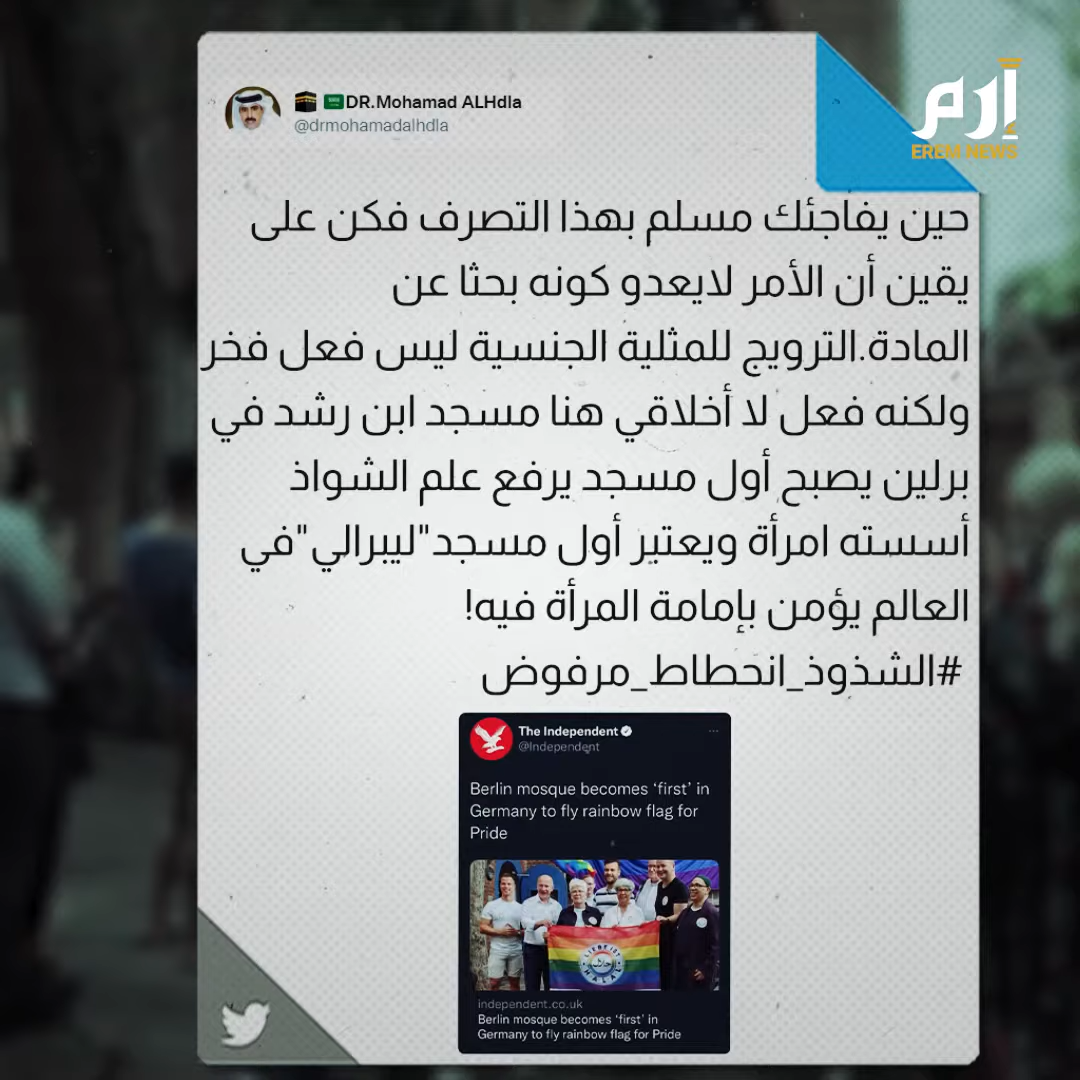 إرم
EREM NEWS
DR.Mohamad ALHdla
@drmohamadalhdla
حين يفاجئك مسلم بهذا التصرف فكن على
يقين أن الأمر لايعدو كونه بحثا عن
المادة.الترويج للمثلية الجنسية ليس فعل فخر
ولكنه فعل لا أخلاقي هنا مسجد ابن رشد في
برلين يصبح أول مسجد يرفع علم الشواذ
أسسته امرأة ويعتبر أول مسجد"ليبرالي"في
العالم يؤمن بإمامة المرأة فيه!
#الشذوذ_انحطاط_مرفوض
The Independent
@Independent
Berlin mosque becomes ‘first’ in
Germany to fly rainbow flag for
Pride
LIEBE IST
حلال
HALAL
independent.co.uk
Berlin mosque becomes ‘first’ in
Germany to fly rainbow flag for Pride